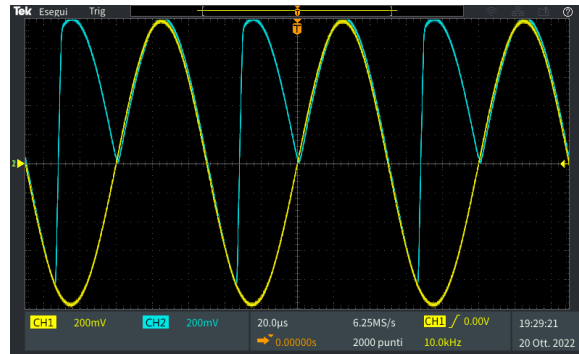 Tek Esegui Trig
T
T
1
CH1 200mV CH2 200mV 20.0µs 6.25MS/s CH1 0.00V 19:29:21
0.00000s 2000 punti 10.0kHz 20 Ott. 2022